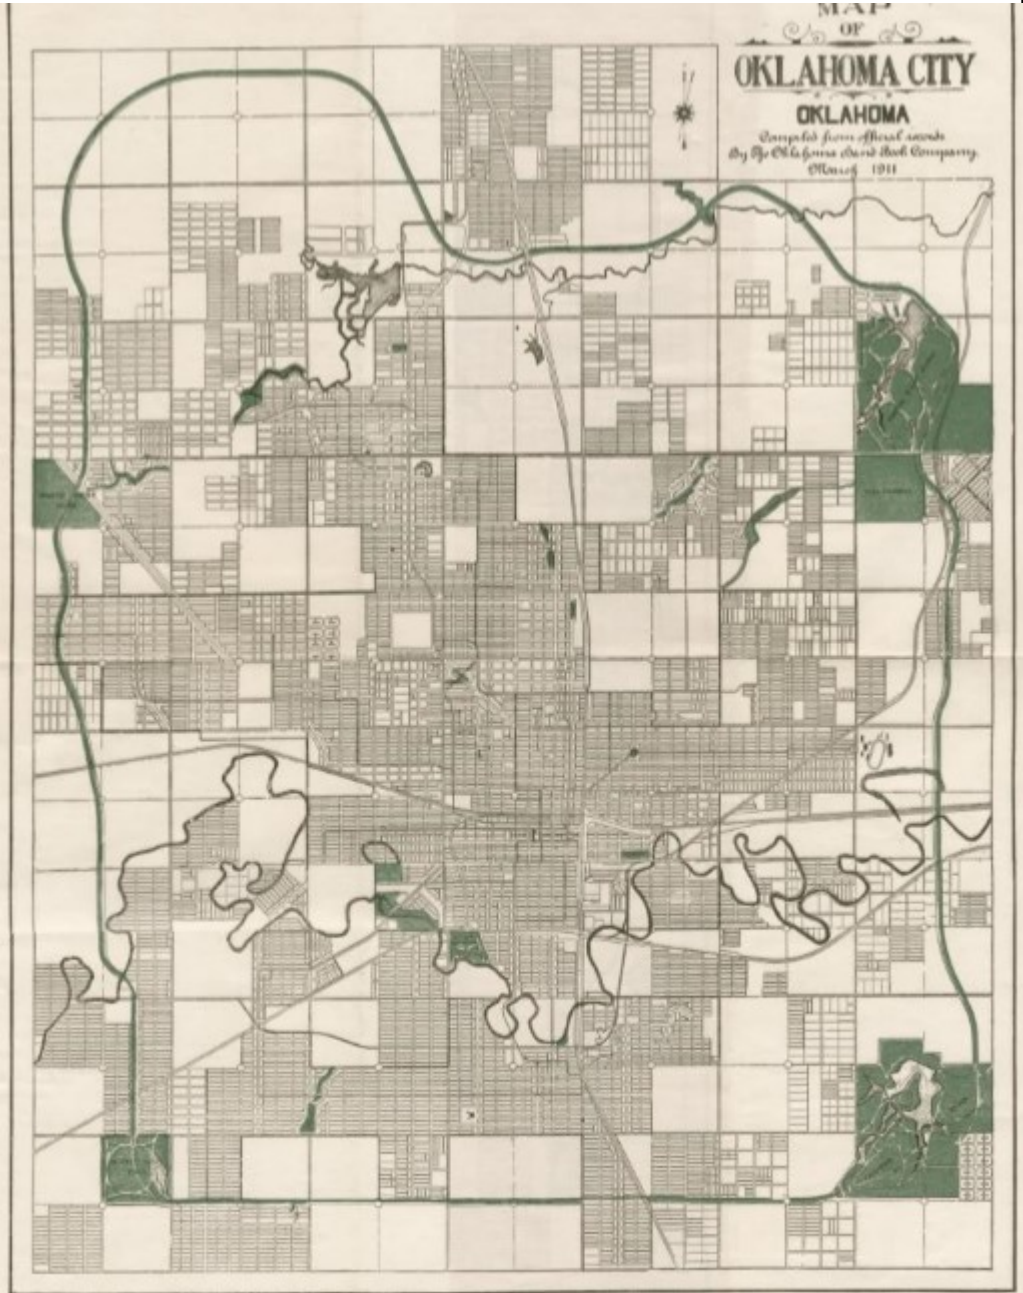 MAP
OF
OKLAHOMA CITY
OKLAHOMA
Compiled from official records
By The Oklahoma Land Book Company
March 1911